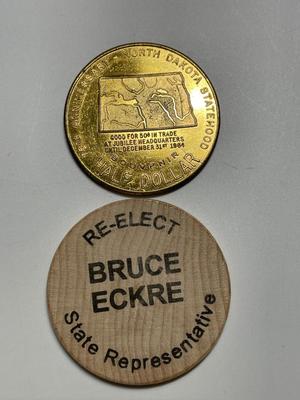 ANNIVERSARY NORTH DAKOTA STATEHOOD
GOOD FOR 50¢ IN TRADE
AT JUBILEE HEADQUARTERS
UNTIL DECEMBER 31ST 1964
SOUVENIR
HALF DOLLAR
RE-ELECT
BRUCE
ECKRE
State Representative